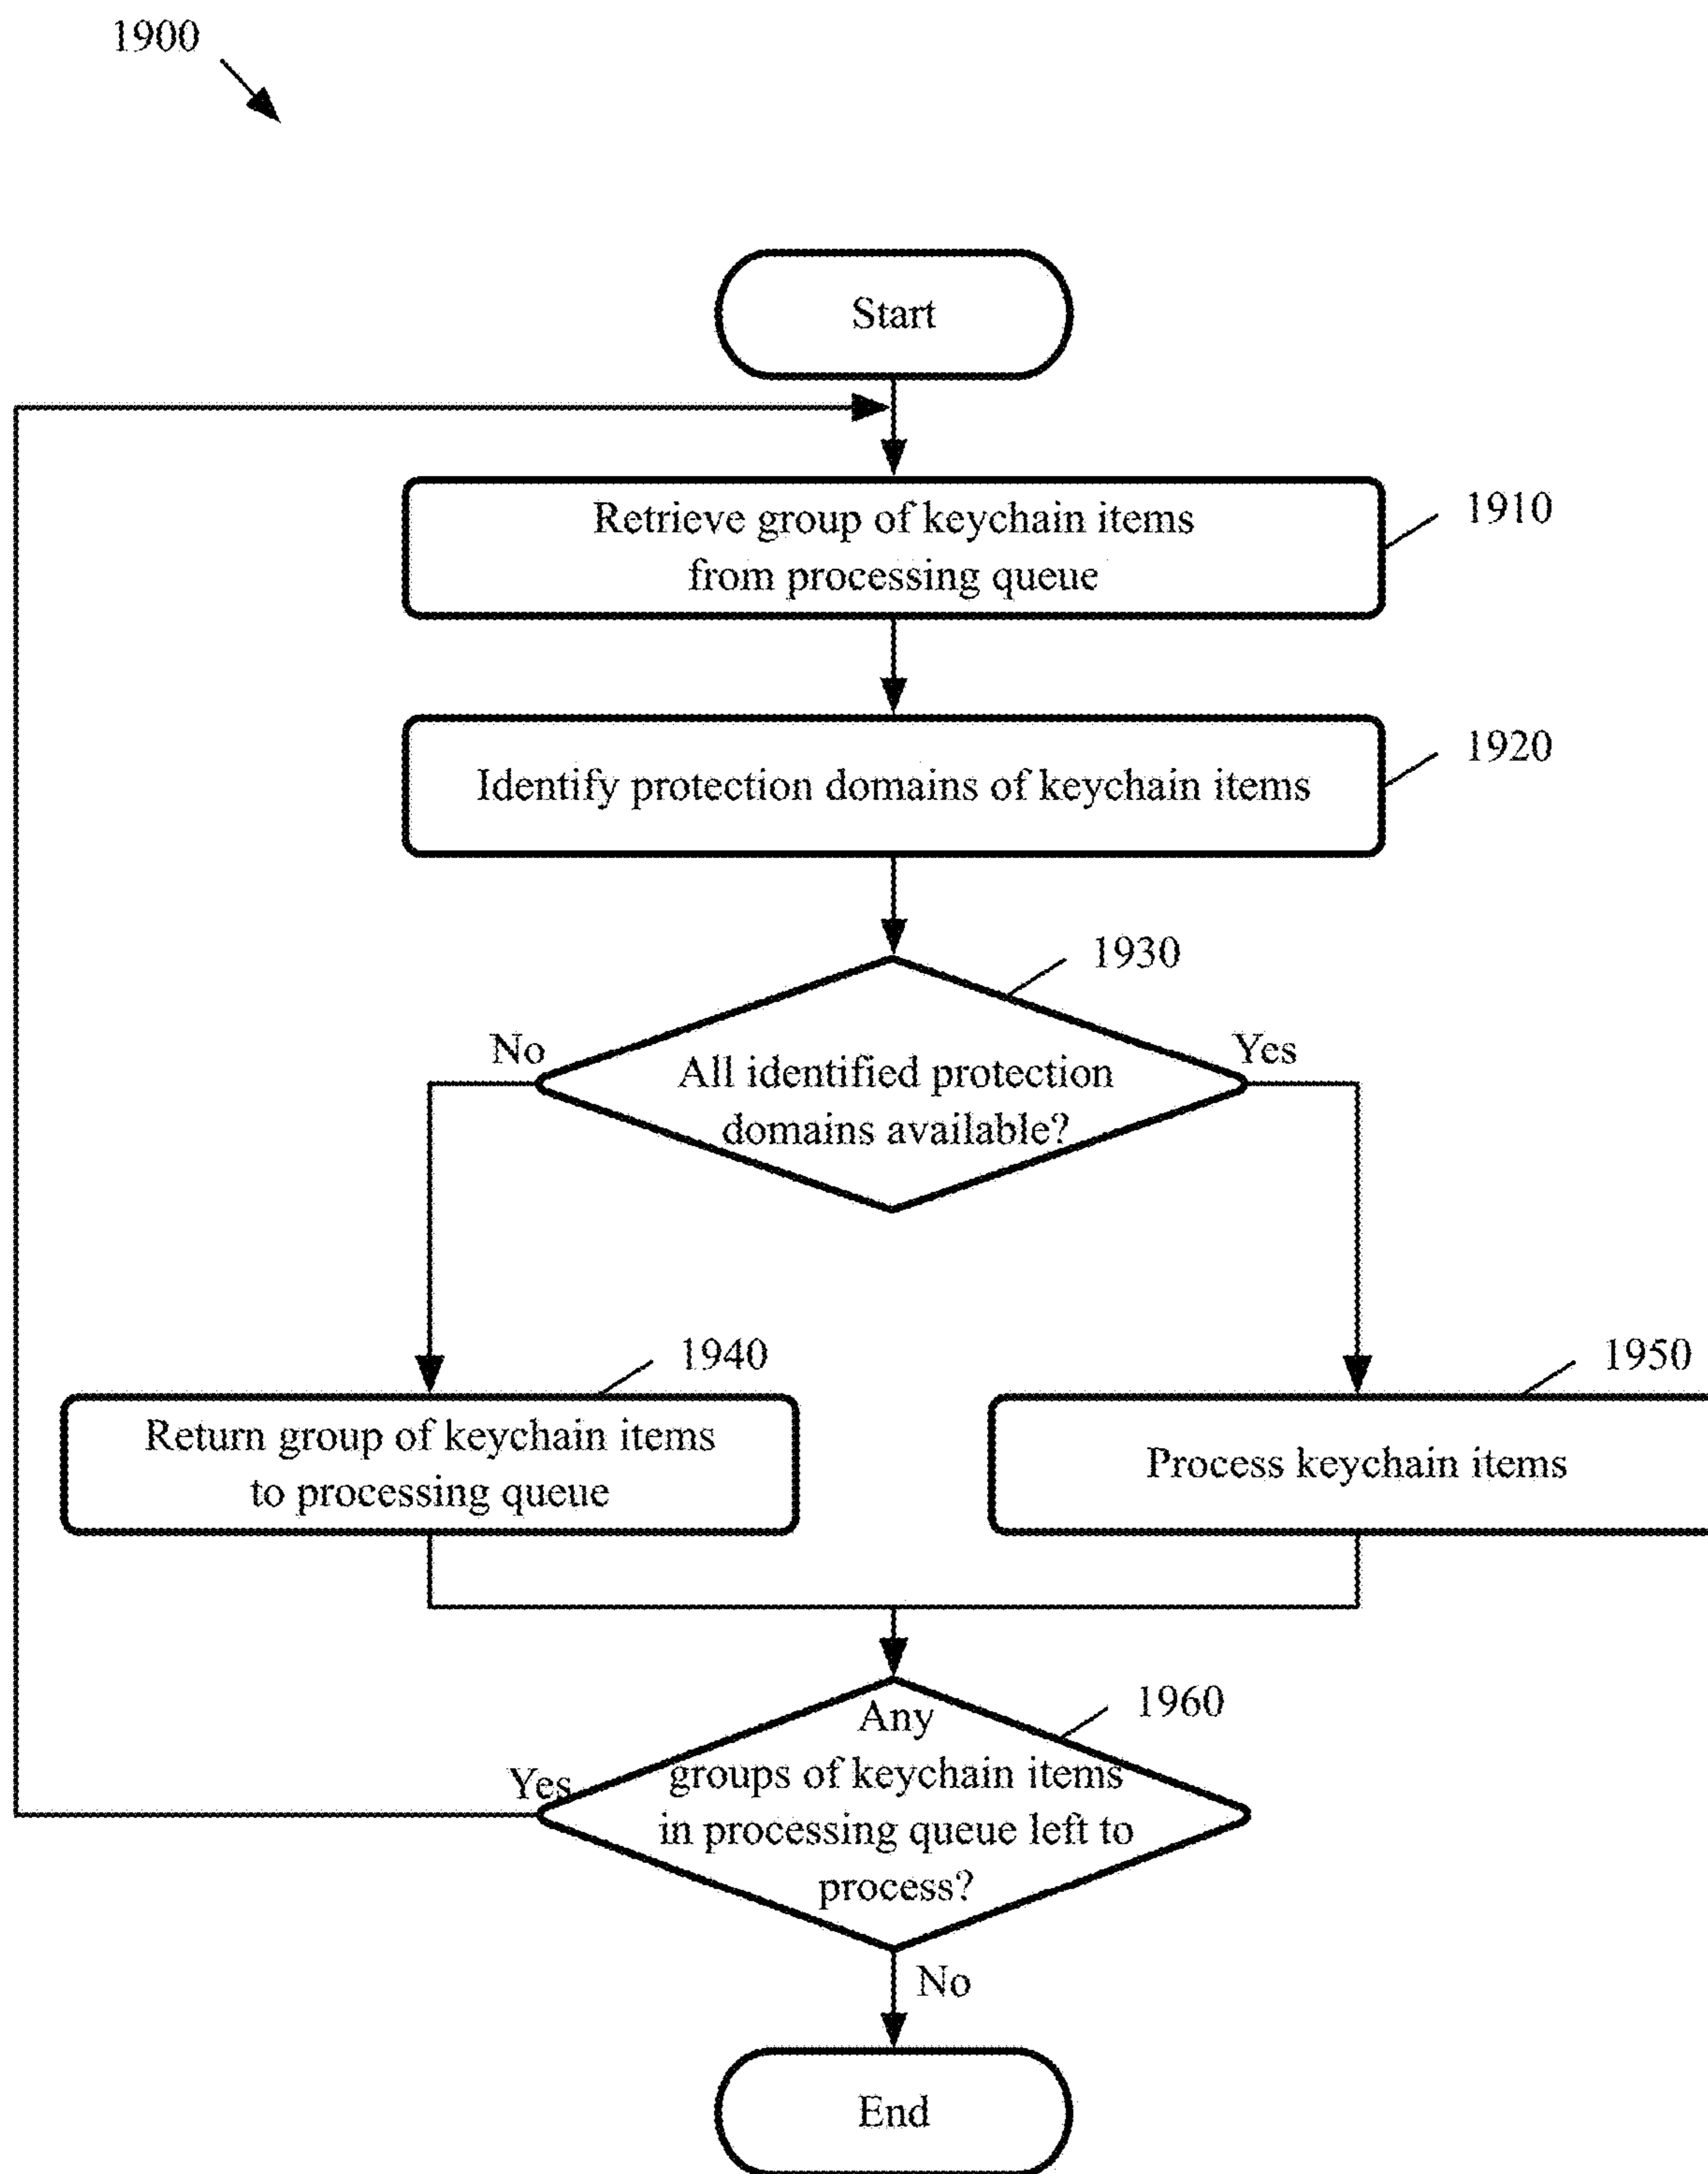 1900
Start
Retrieve group of keychain items
from processing queue
1910
Identify protection domains of keychain items
1920
1930
No
Yes
All identified protection
domains available?
1940
1950
Return group of keychain items
to processing queue
Process keychain items
1960
Any
groups of keychain items
in processing queue left to
process?
Yes
No
End